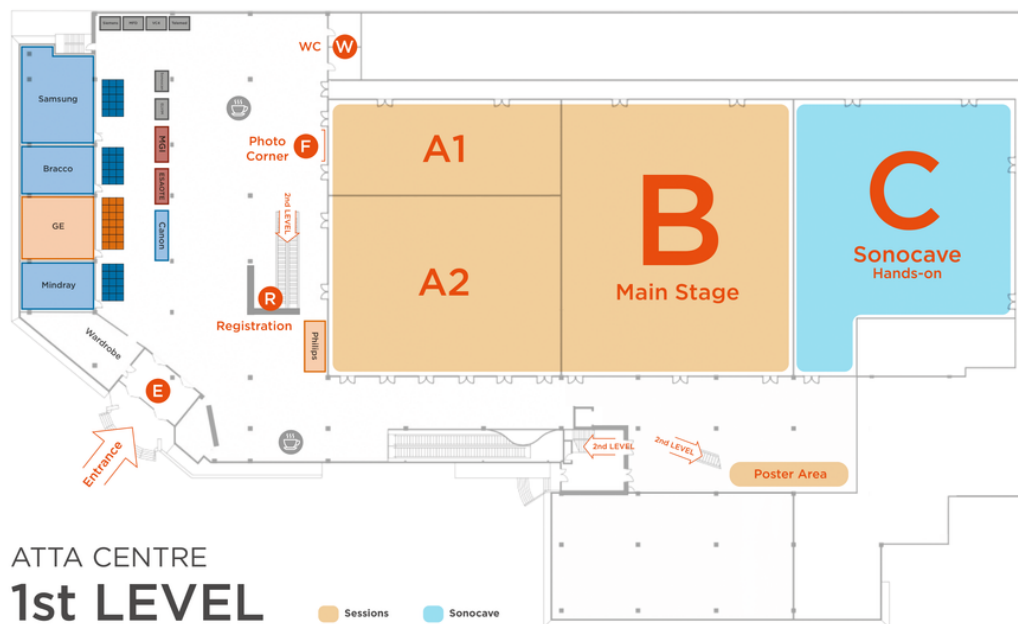 WC
W
Samsung
MGI
Photo
Corner
F
A1
B
Main Stage
C
Sonocave
Hands-on
Bracco
ESAOTE
GE
Canon
2nd LEVEL
A2
Mindray
R
Registration
Philips
Wardrobe
E
Entrance
2nd LEVEL
2nd LEVEL
Poster Area
ATTA CENTRE
1st LEVEL
Sessions
Sonocave